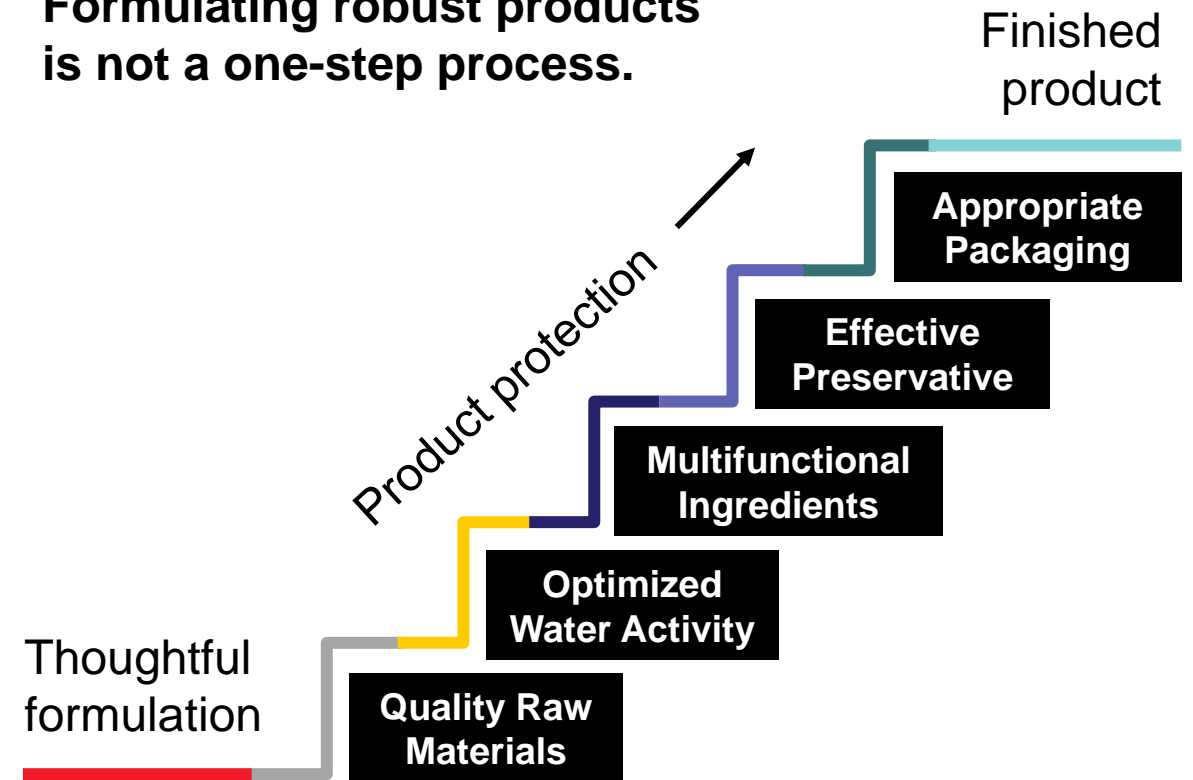 Formulating robust products
is not a one-step process.
Finished
product
Appropriate
Packaging
Product protection
Effective
Preservative
Multifunctional
Ingredients
Optimized
Water Activity
Thoughtful
formulation
Quality Raw
Materials